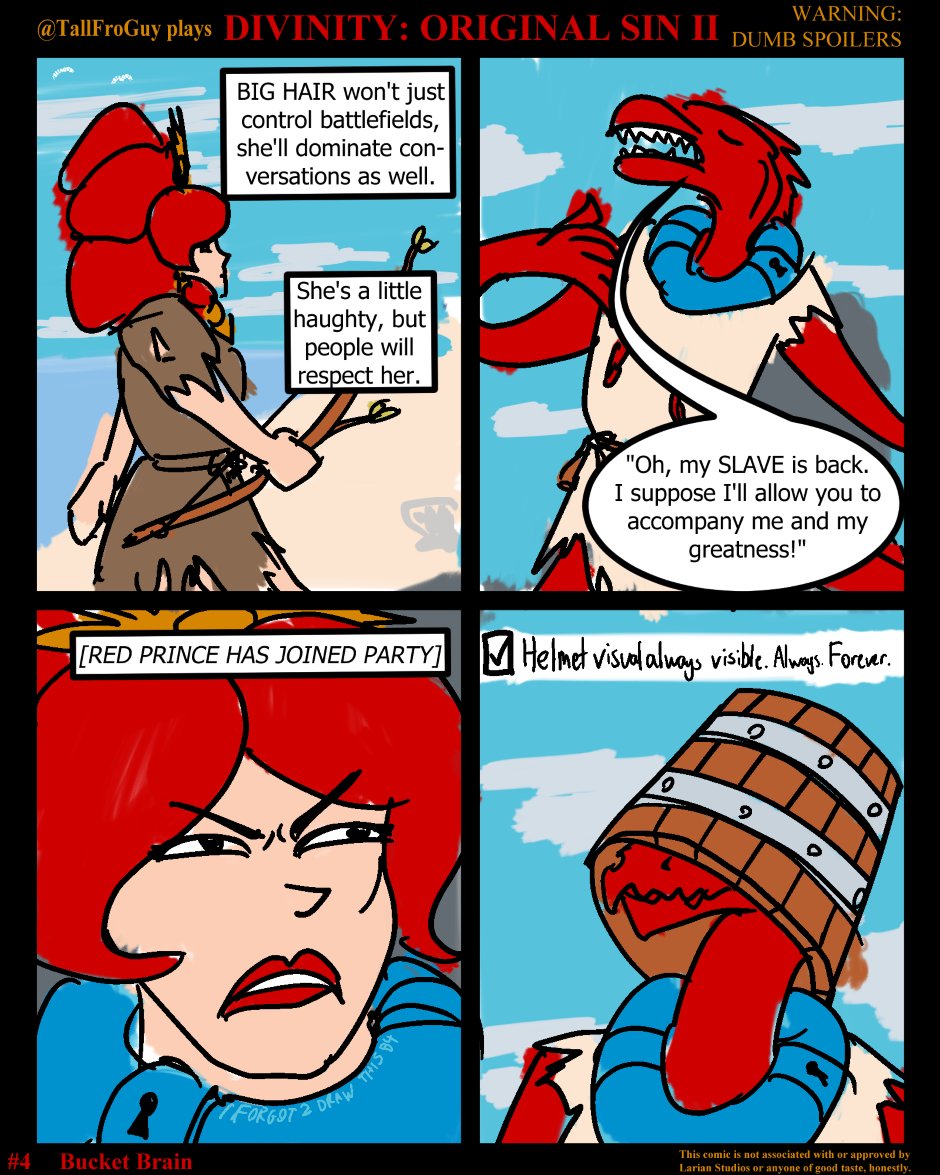 @TallFroGuy plays DIVINITY: ORIGINAL SIN II
WARNING:
DUMB SPOILERS
BIG HAIR won't just
control battlefields,
she'll dominate con-
versations as well.
She's a little
haughty, but
people will
respect her.
"Oh, my SLAVE is back.
I suppose I'll allow you to
accompany me and my
greatness!"
[RED PRINCE HAS JOINED PARTY]
I FORGOT 2 DRAW THIS B4
Helmet visual always visible. Always. Forever.
#4 Bucket Brain
This comic is not associated with or approved by
Larian Studios or anyone of good taste, honestly.